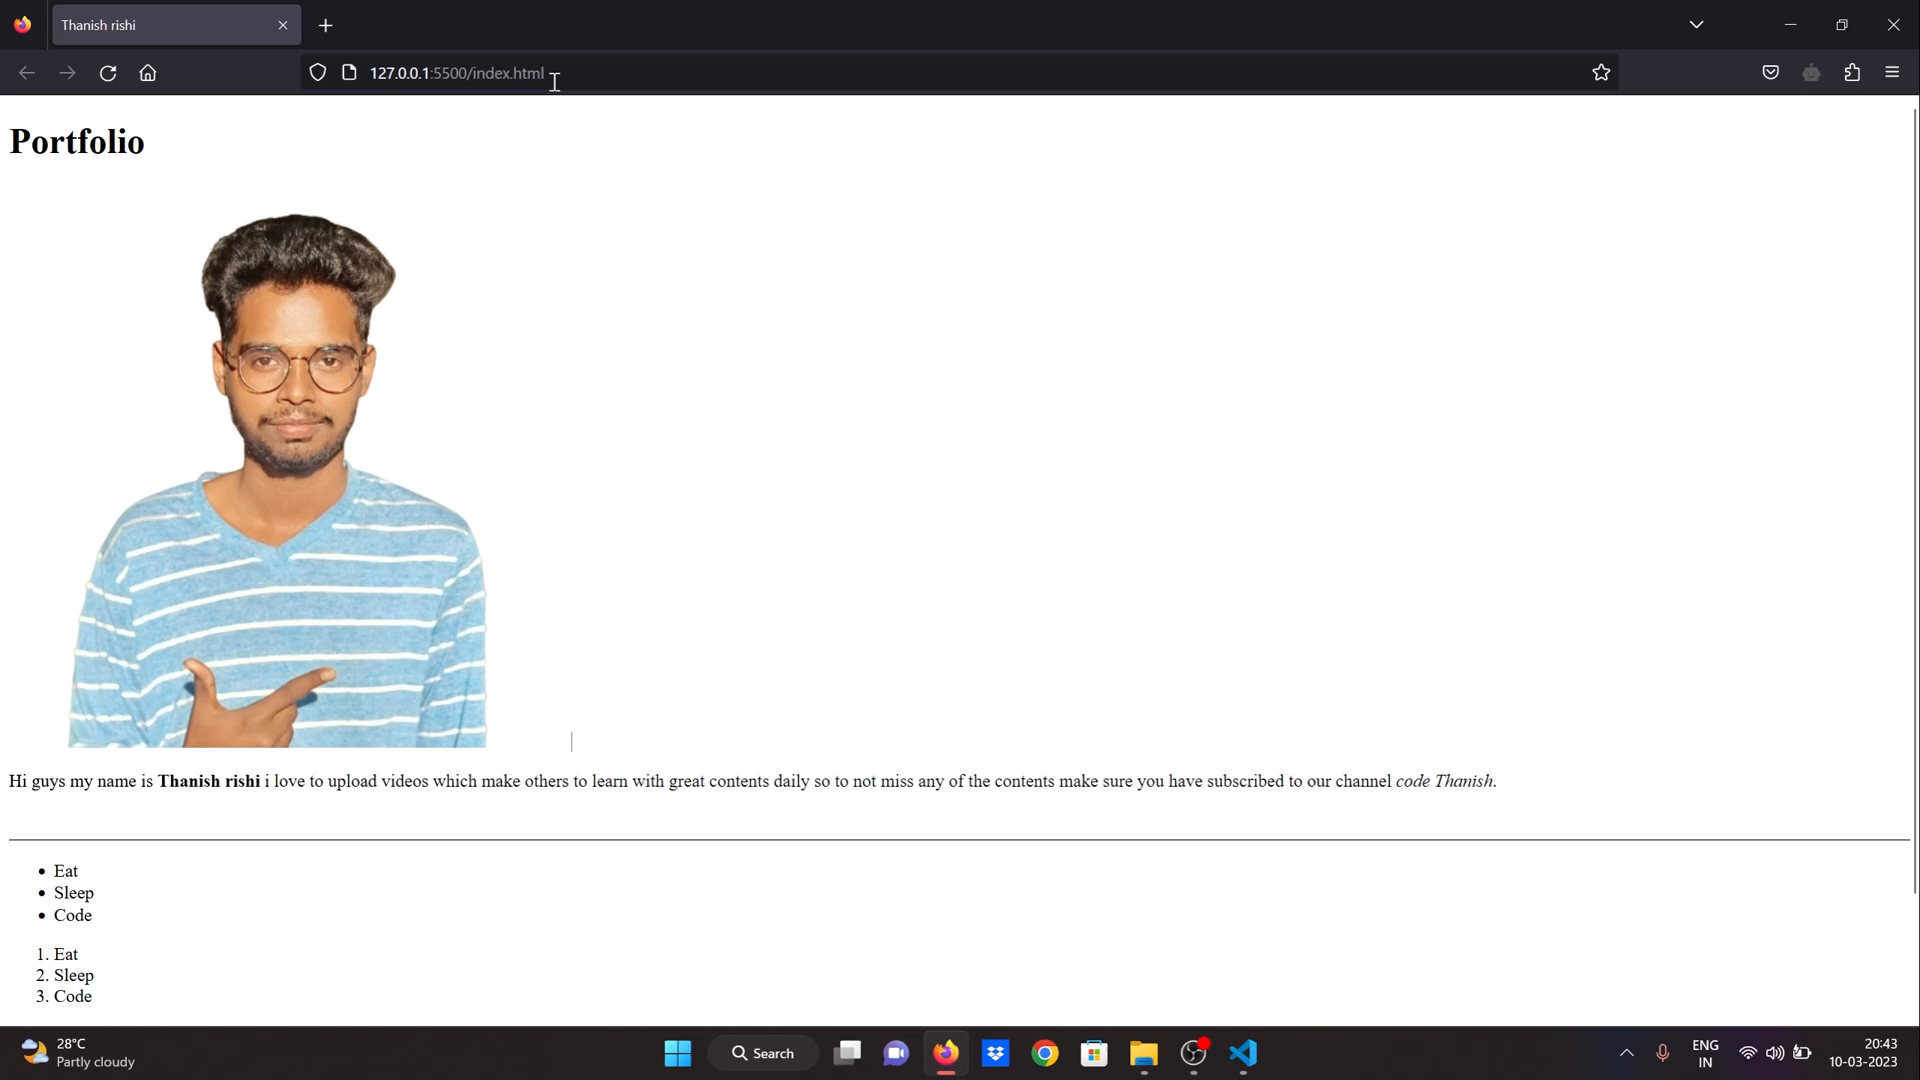 Thanish rishi
127.0.0.1:5500/index.html
Portfolio
Hi guys my name is Thanish rishi i love to upload videos which make others to learn with great contents daily so to not miss any of the contents make sure you have subscribed to our channel code Thanish.
• Eat
• Sleep
• Code
1. Eat
2. Sleep
3. Code
28°C
Partly cloudy
Search
ENG
IN
20:43
10-03-2023